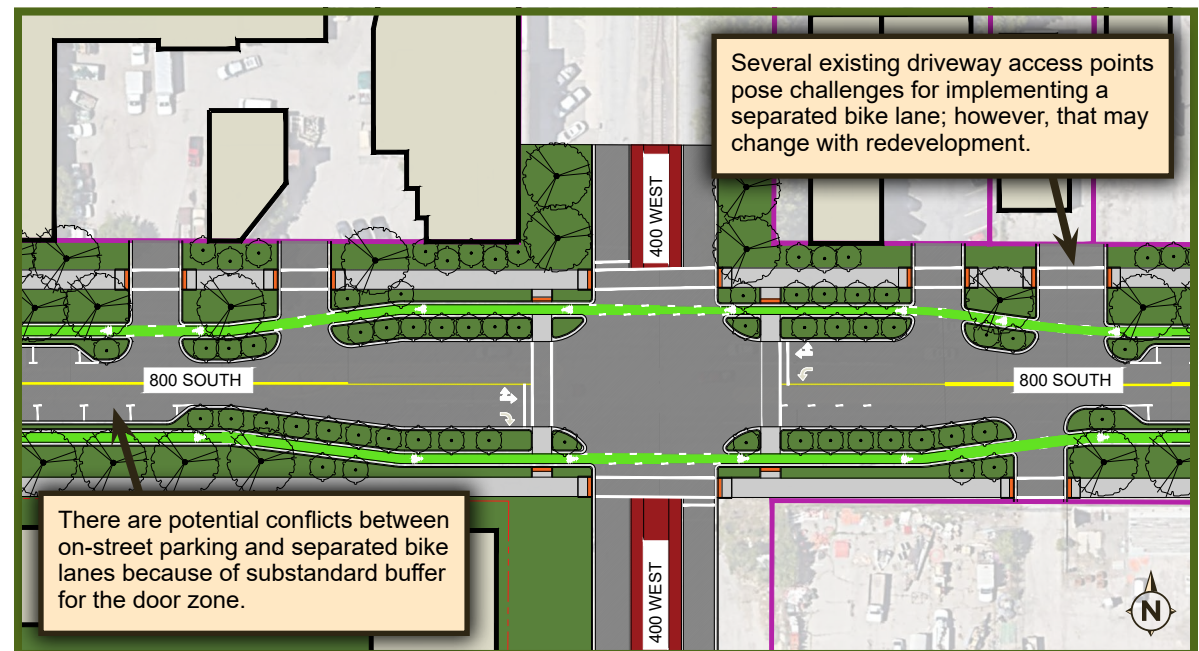 Several existing driveway access points
pose challenges for implementing a
separated bike lane; however, that may
change with redevelopment.
400 WEST
800 SOUTH
800 SOUTH
There are potential conflicts between
on-street parking and separated bike
lanes because of substandard buffer
for the door zone.
400 WEST
N